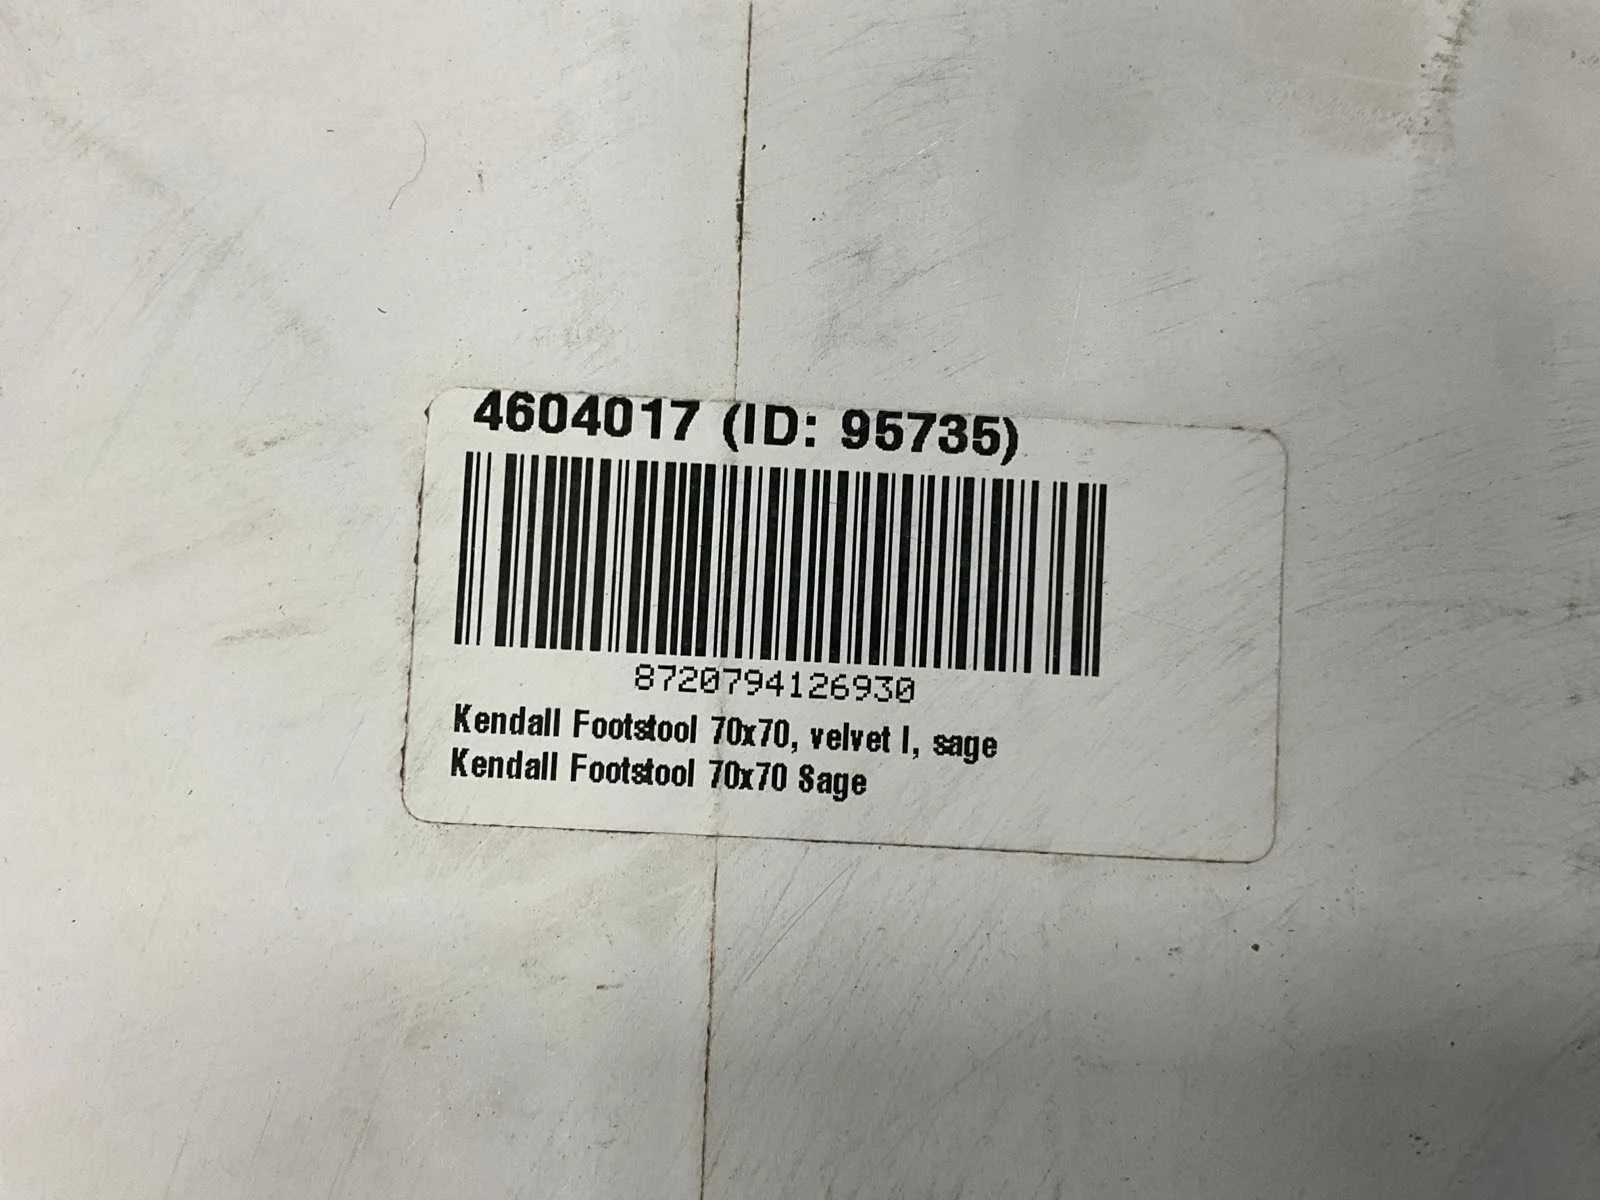 4604017 (ID: 95735)
8720794126930
Kendall Footstool 70x70, velvet I, sage
Kendall Footstool 70x70 Sage